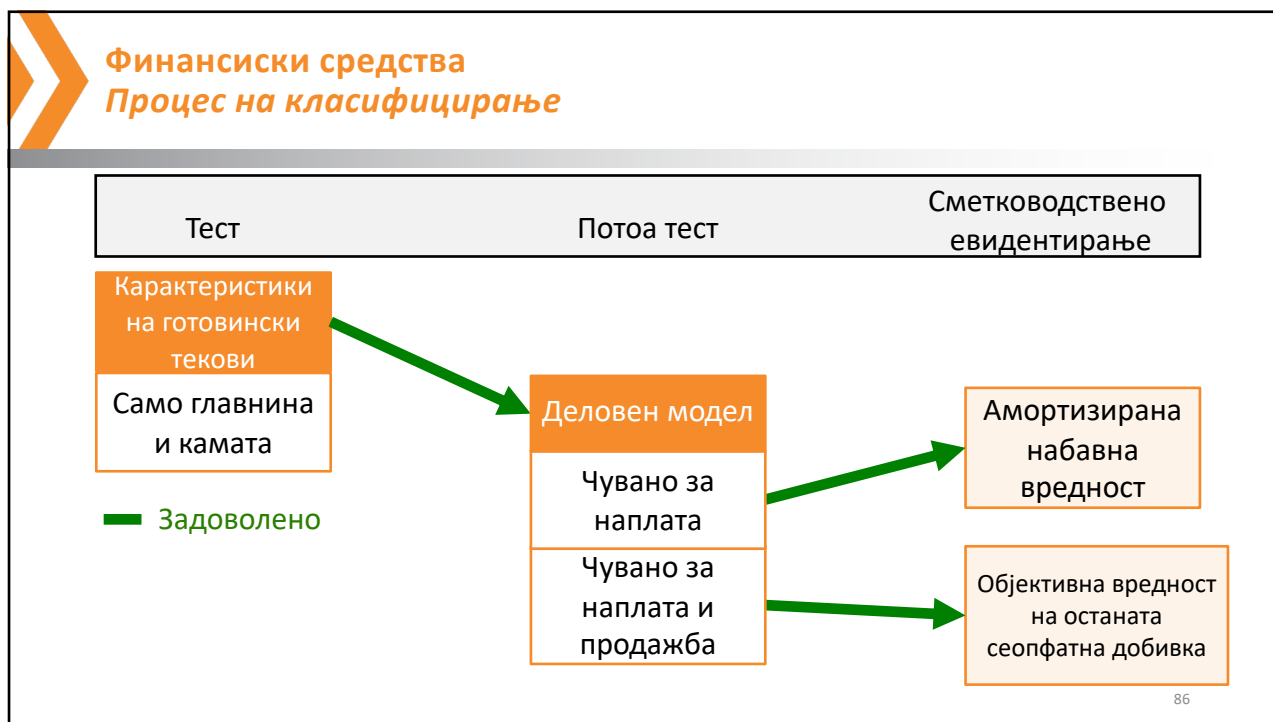 Финансиски средства
Процес на класифицирање
Тест
Потоа тест
Сметководствено
евидентирање
Карактеристики
на готовински
текови
Само главнина
и камата
Задоволено
Деловен модел
Чувано за
наплата
Чувано за
наплата и
продажба
Амортизирана
набавна
вредност
Објективна вредност
на останата
сеопфатна добивка
86